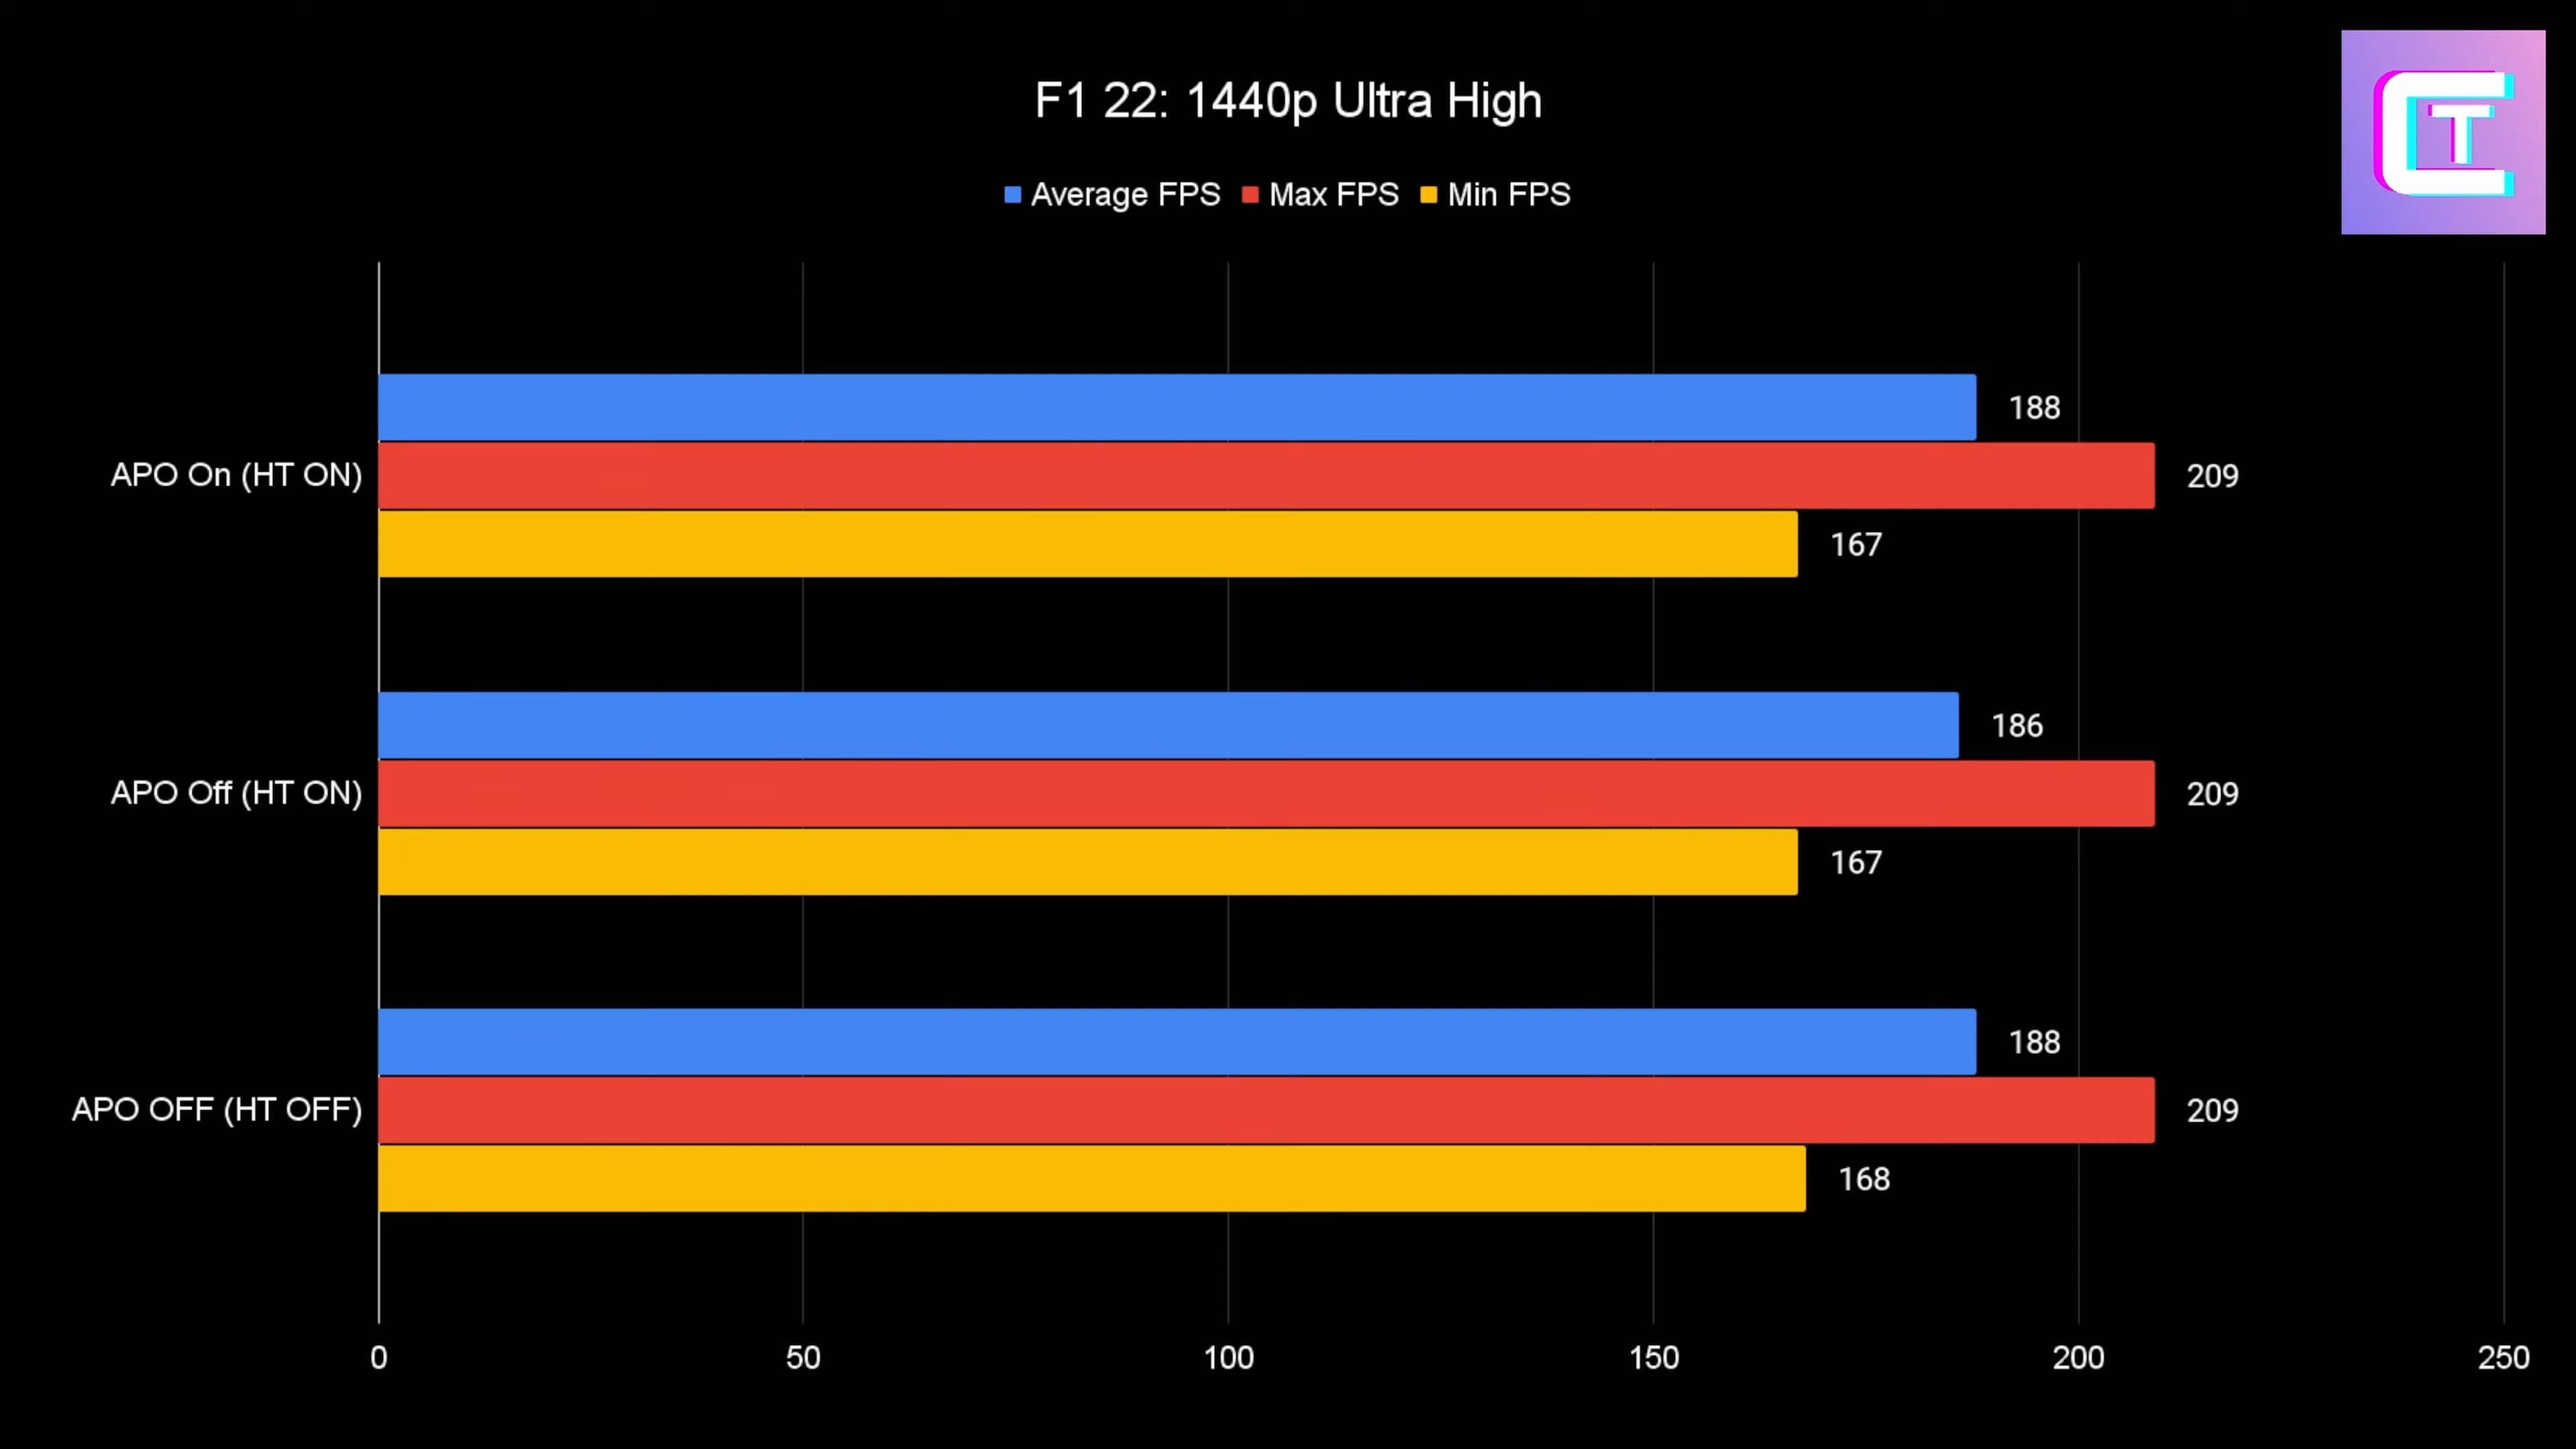 F1 22: 1440p Ultra High
CT
Average FPS Max FPS Min FPS
188
APO On (HT ON) 209
167
186
APO Off (HT ON) 209
167
188
APO OFF (HT OFF) 209
168
0 50 100 150 200 250